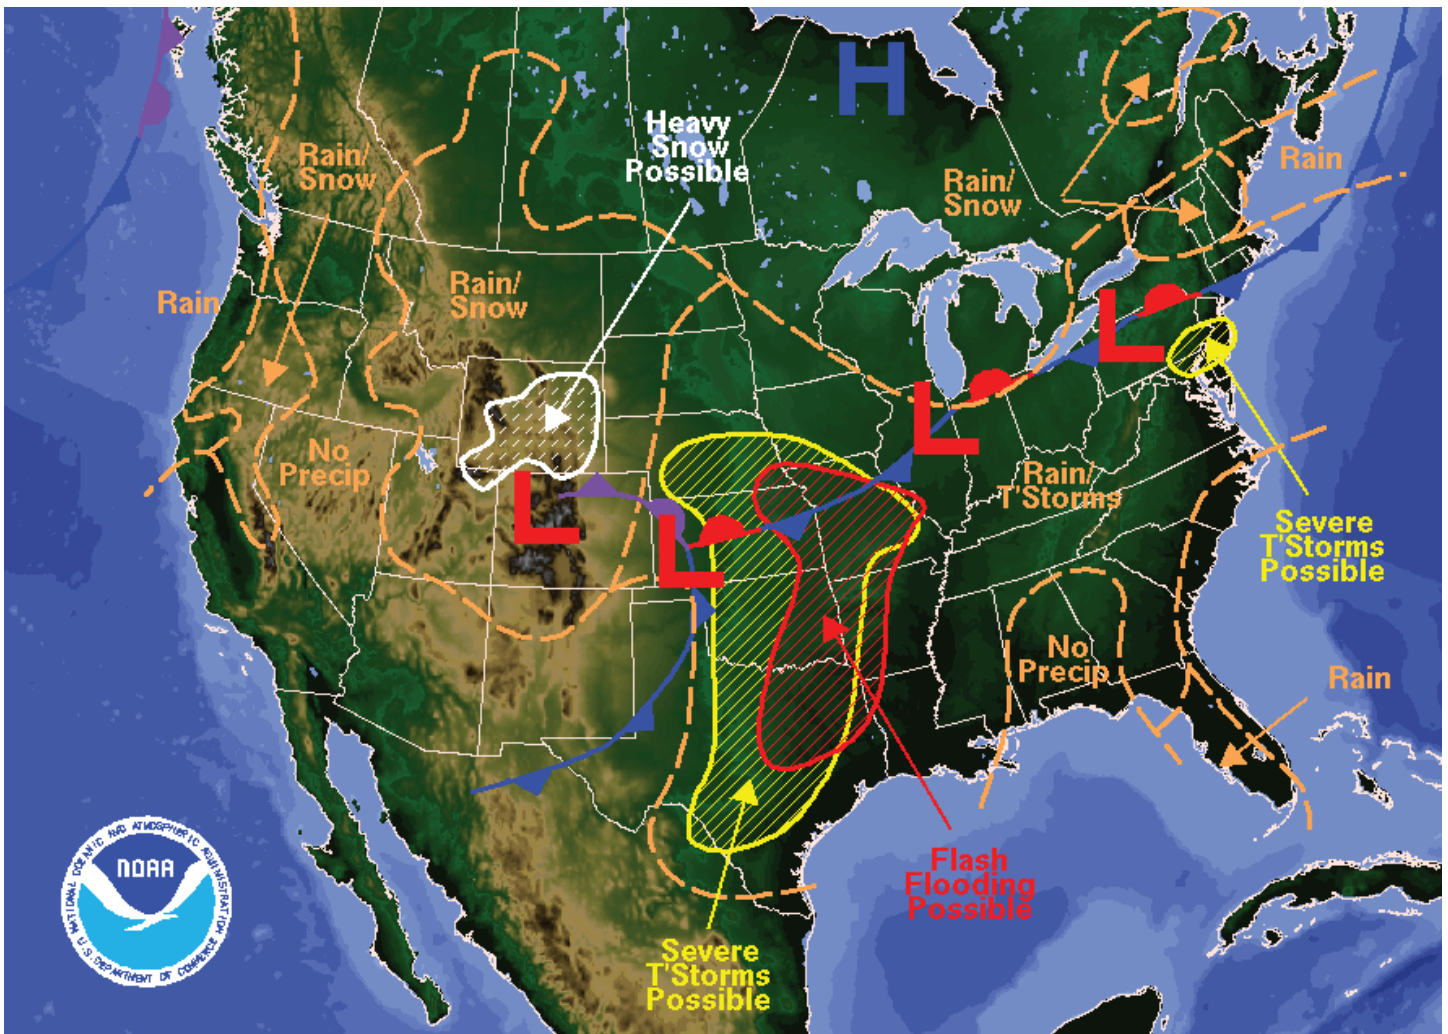 H
Heavy
Snow
Possible
Rain/
Snow
Rain/
Snow
Rain
Rain
Rain/
Snow
L
L
No
Precip
Rain/
T'Storms
L
L
Severe
T'Storms
Possible
No
Precip
Rain
Flash
Flooding
Possible
Severe
T'Storms
Possible
NATIONAL OCEANIC AND ATMOSPHERIC ADMINISTRATION
NOAA
U.S. DEPARTMENT OF COMMERCE